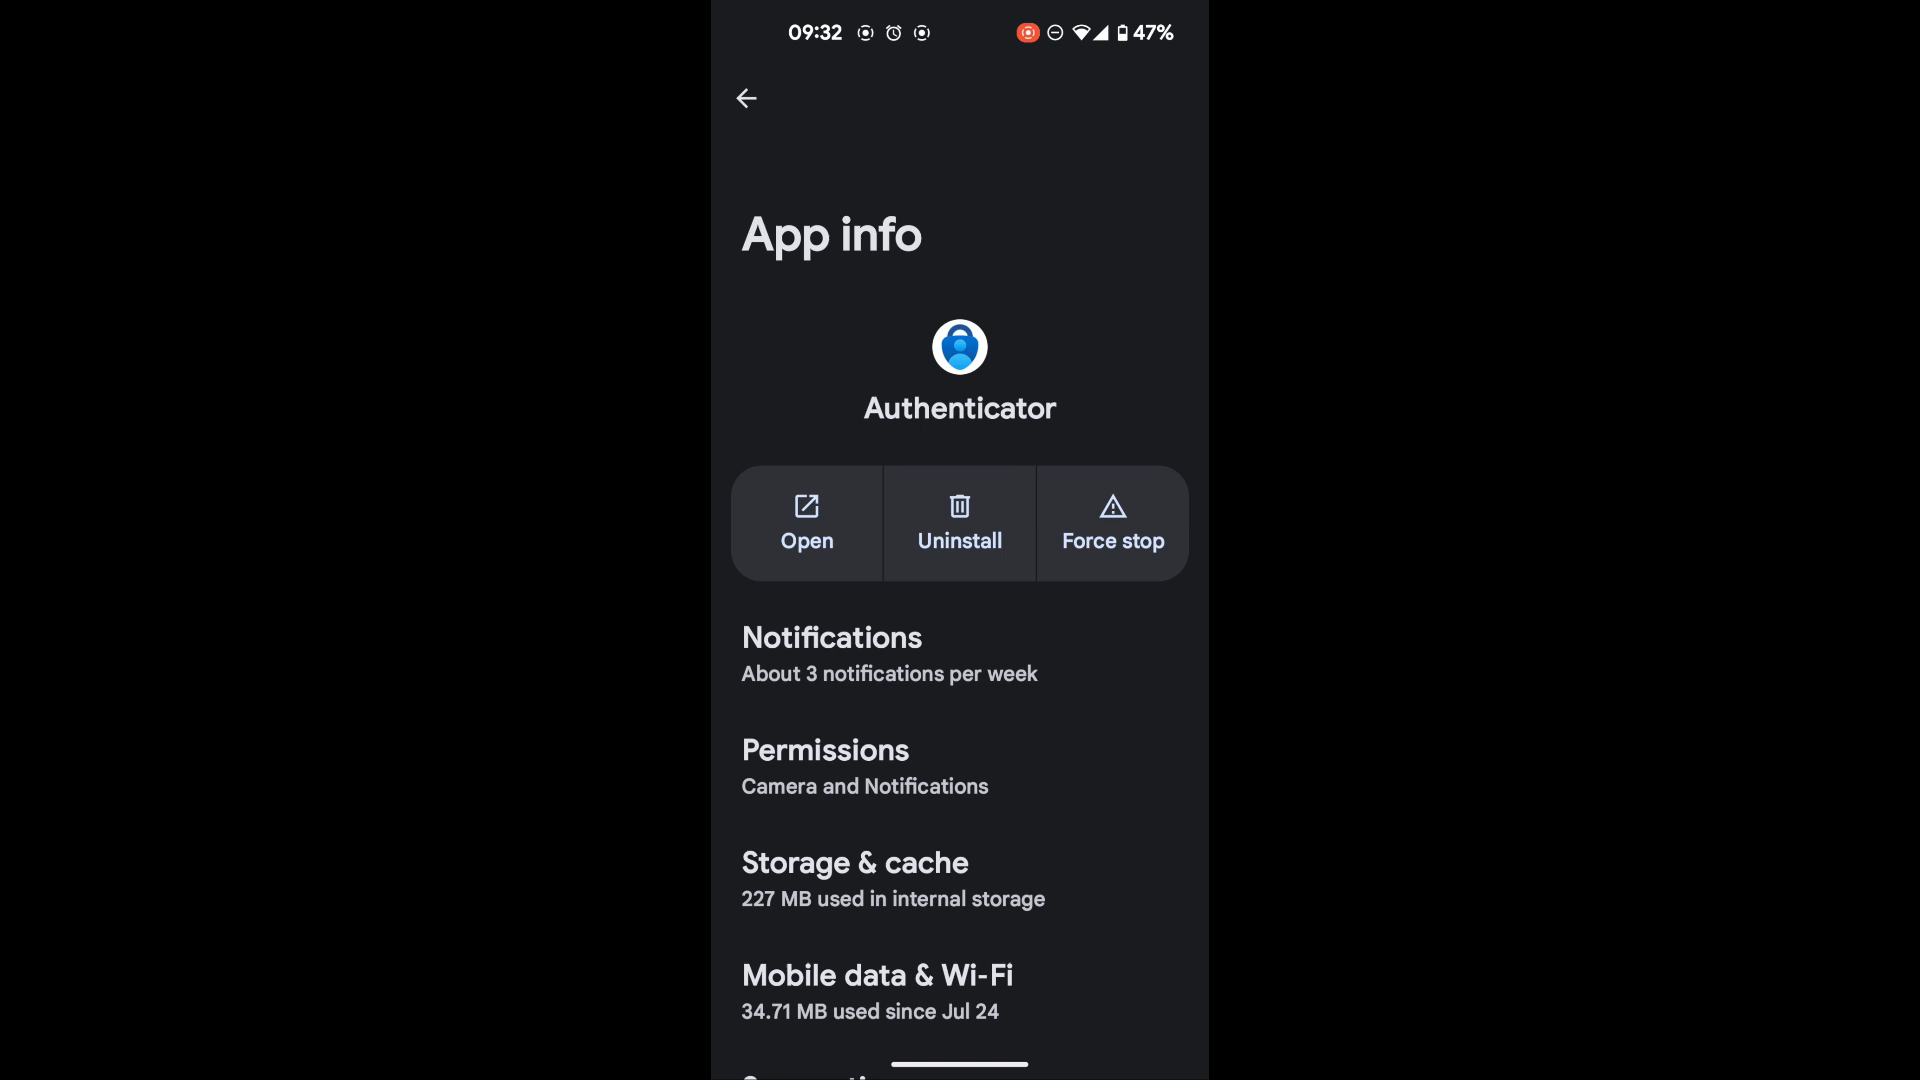 09:32 47%
App info
Authenticator
Open Uninstall Force stop
Notifications
About 3 notifications per week
Permissions
Camera and Notifications
Storage & cache
227 MB used in internal storage
Mobile data & Wi-Fi
34.71 MB used since Jul 24